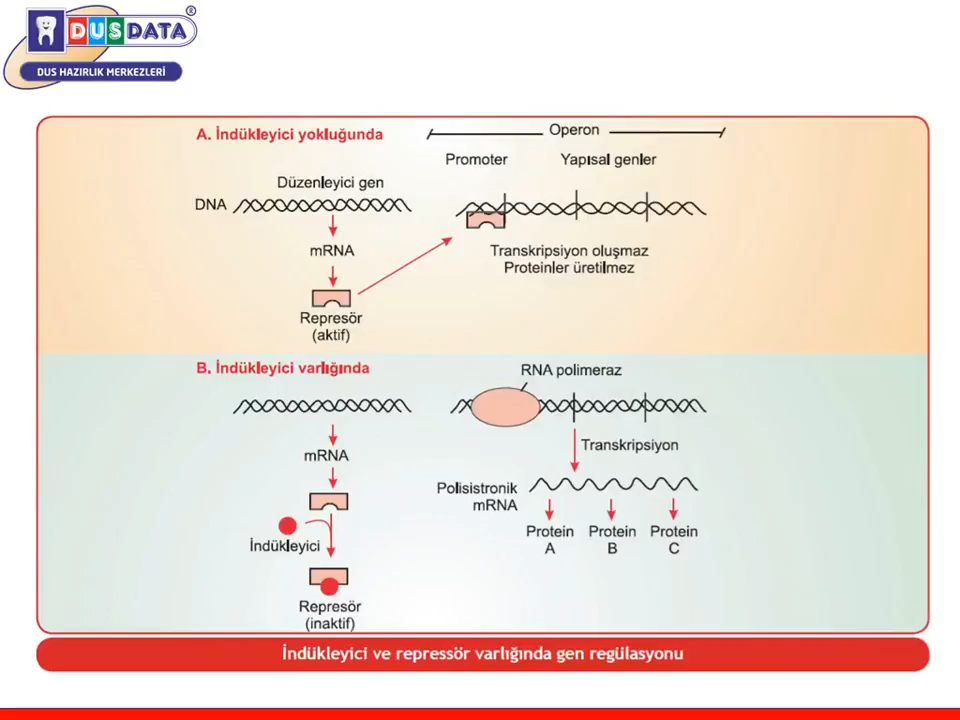 DUSDATA®
DUS HAZIRLIK MERKEZLERİ
A. İndükleyici yokluğunda
Operon
Promoter
Yapısal genler
Düzenleyici gen
DNA
mRNA
Transkripsiyon oluşmaz
Proteinler üretilmez
Represör
(aktif)
B. İndükleyici varlığında
RNA polimeraz
Transkripsiyon
mRNA
Polisistronik
mRNA
Protein
A
Protein
B
Protein
C
İndükleyici
Represör
(inaktif)
İndükleyici ve repressör varlığında gen regülasyonu